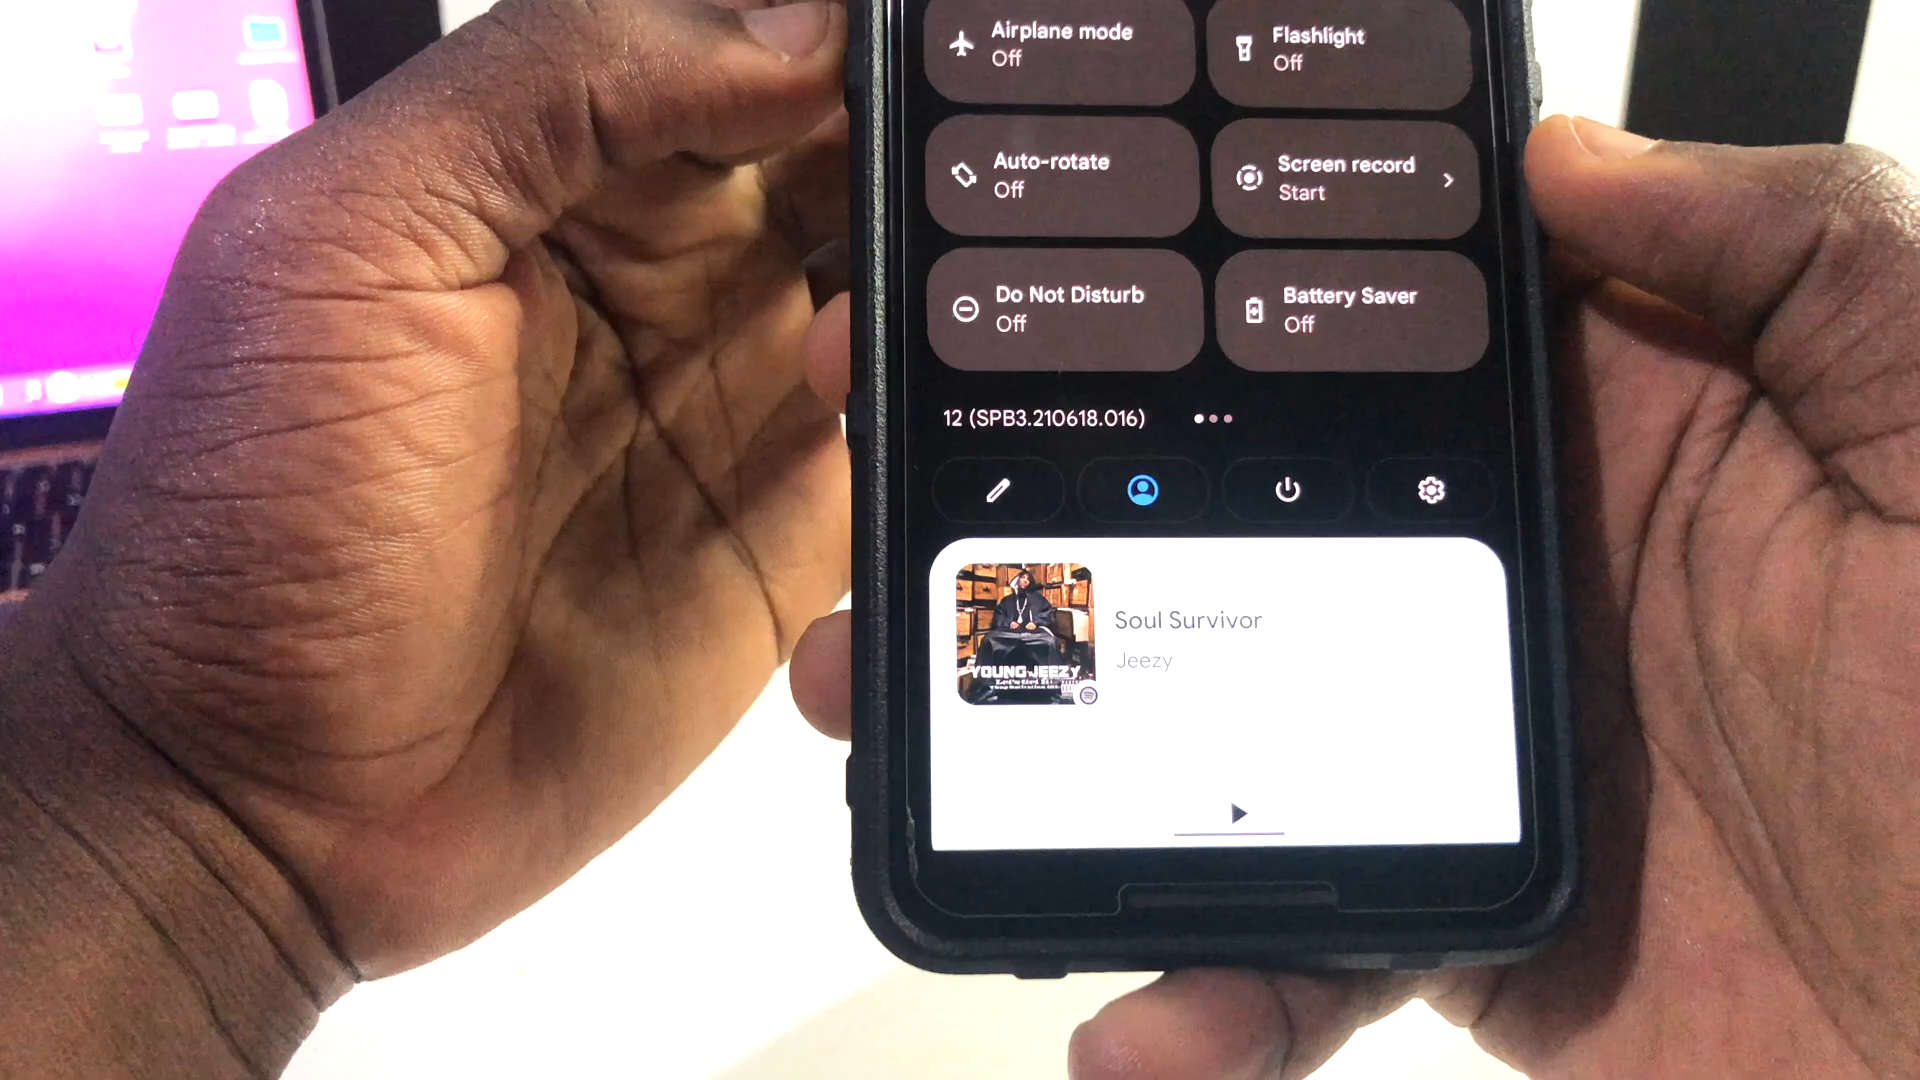 Airplane mode
Off
Flashlight
Off
Auto-rotate
Off
Screen record
Start
Do Not Disturb
Off
Battery Saver
Off
12 (SPB3.210618.016)
Soul Survivor
Jeezy
YOUNG JEEZY